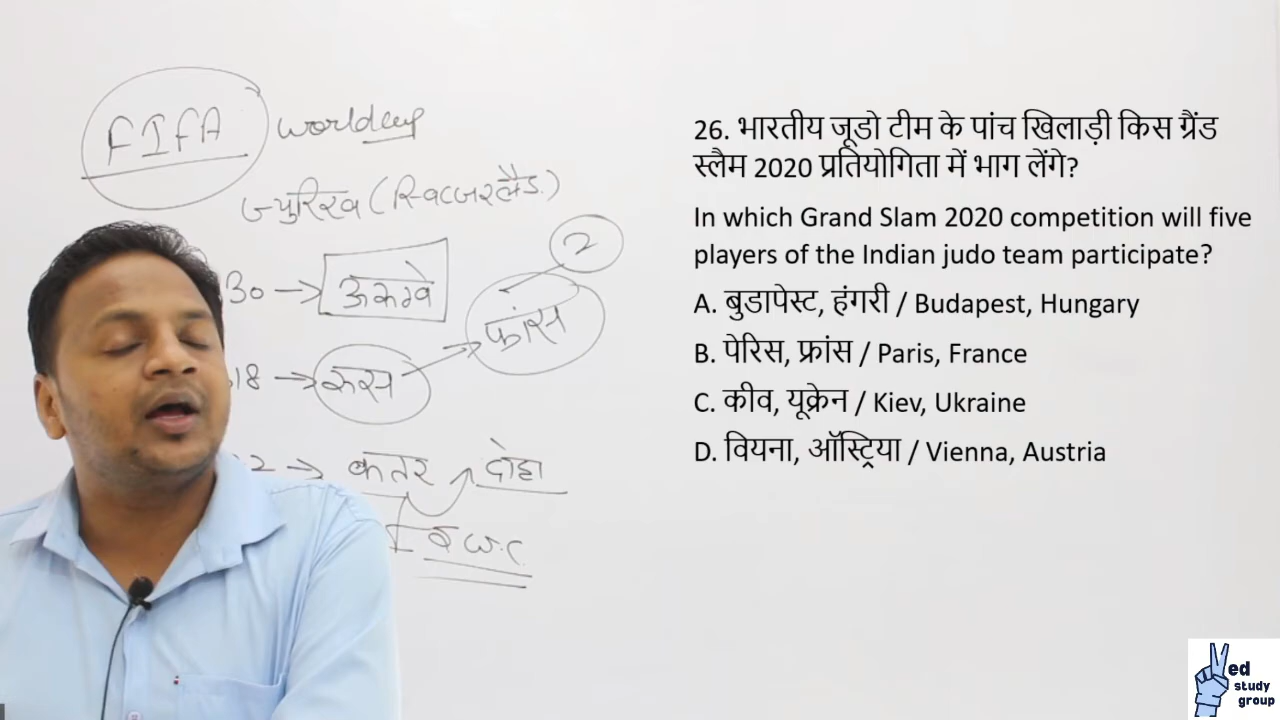 FIFA worldcup
ज्युरिख (स्विटजरलैंड)
30 → उरुग्वे
2
फ्रांस
18 → रूस
2 → कतर दोहा
W.C.
26. भारतीय जूडो टीम के पांच खिलाड़ी किस ग्रैंड
स्लैम 2020 प्रतियोगिता में भाग लेंगे?
In which Grand Slam 2020 competition will five
players of the Indian judo team participate?
A. बुडापेस्ट, हंगरी / Budapest, Hungary
B. पेरिस, फ्रांस / Paris, France
C. कीव, यूक्रेन / Kiev, Ukraine
D. वियना, ऑस्ट्रिया / Vienna, Austria
Ved
study
group